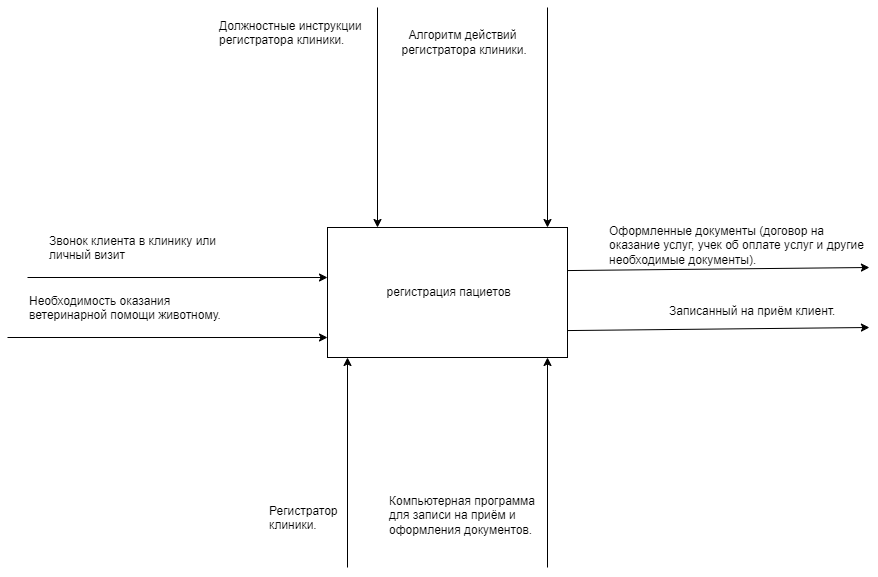 Должностные инструкции
регистратора клиники.
Алгоритм действий
регистратора клиники.
Звонок клиента в клинику или
личный визит
Необходимость оказания
ветеринарной помощи животному.
регистрация пациетов
Оформленные документы (договор на
оказание услуг, учек об оплате услуг и другие
необходимые документы).
Записанный на приём клиент.
Регистратор
клиники.
Компьютерная программа
для записи на приём и
оформления документов.